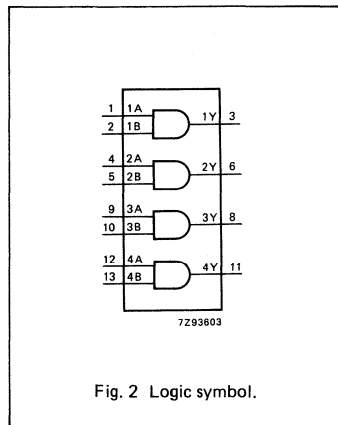 1 1A 1Y 3
2 1B
4 2A 2Y 6
5 2B
9 3A 3Y 8
10 3B
12 4A 4Y 11
13 4B
7Z93603
Fig. 2 Logic symbol.